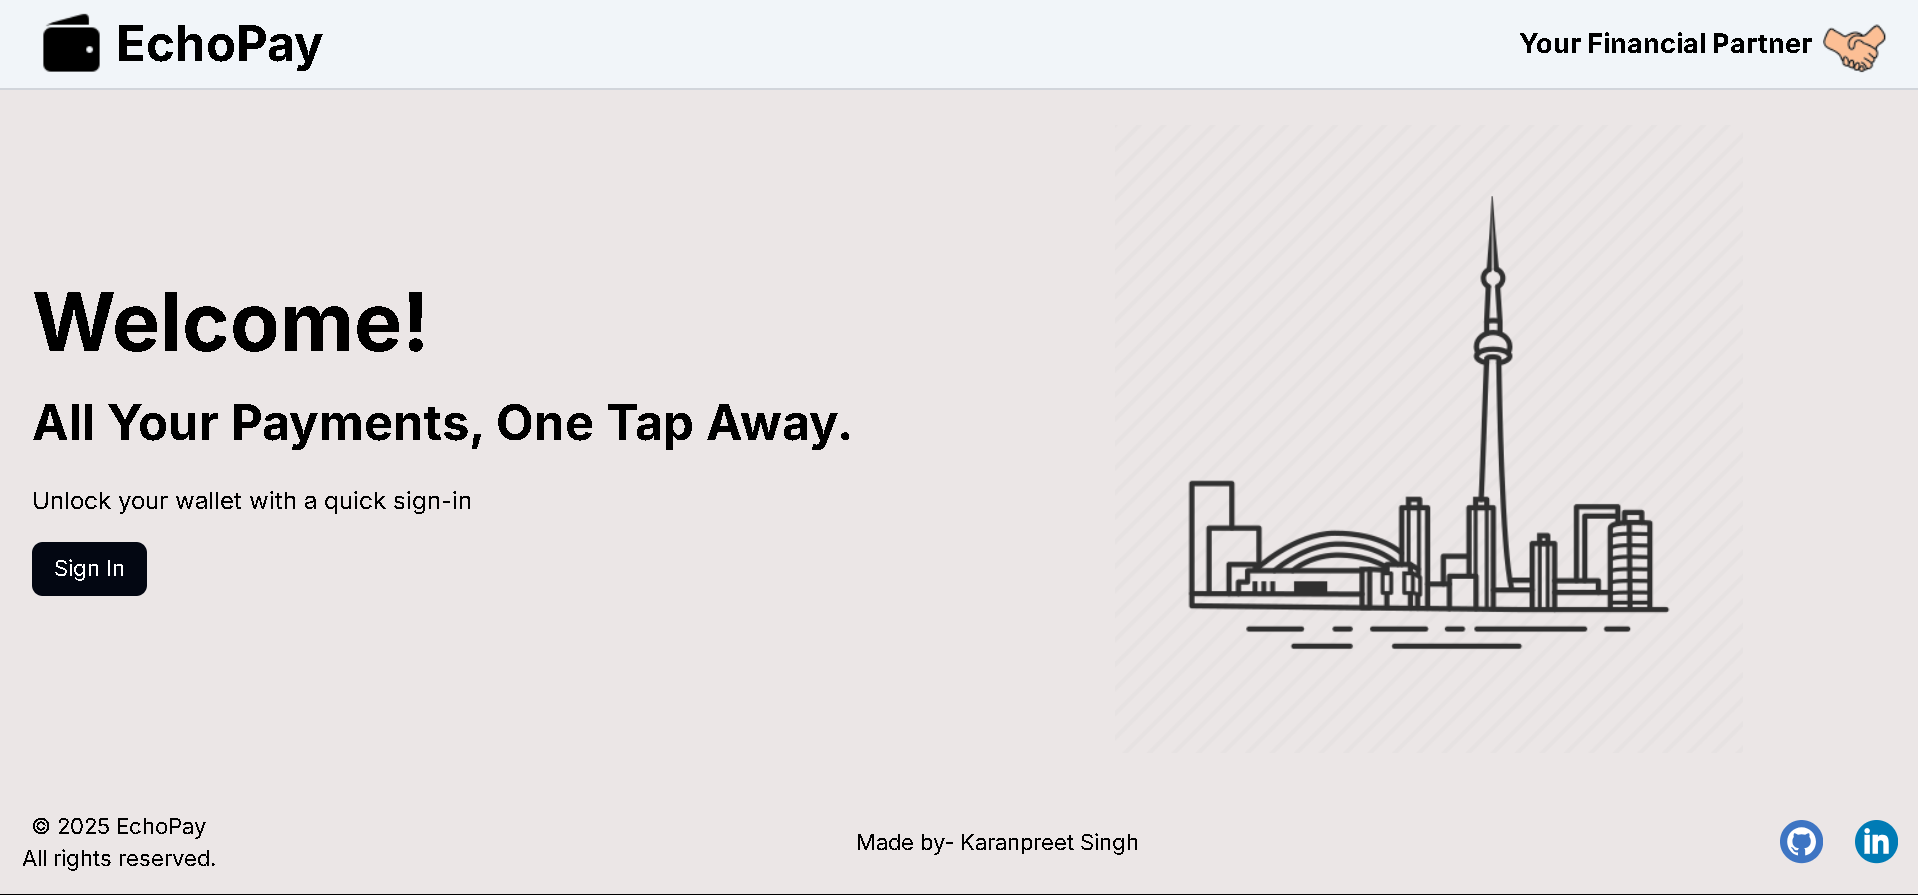 EchoPay
Your Financial Partner
Welcome!
All Your Payments, One Tap Away.
Unlock your wallet with a quick sign-in
Sign In
© 2025 EchoPay
All rights reserved.
Made by- Karanpreet Singh
in